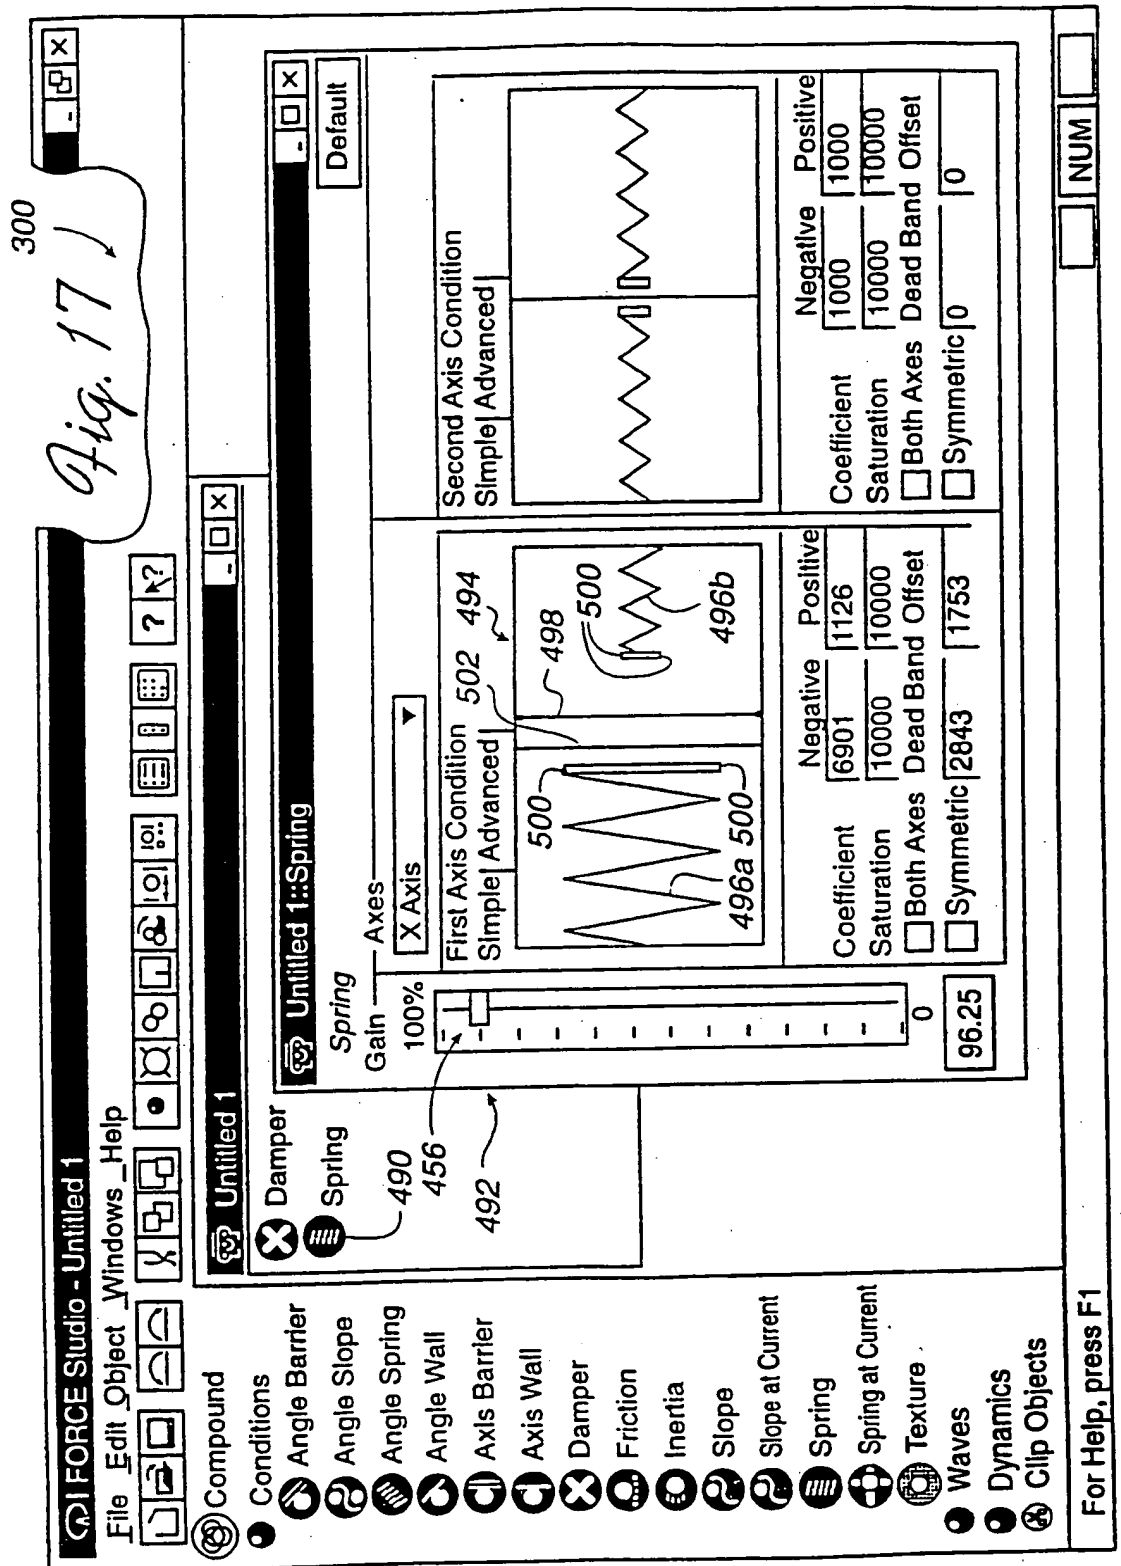 300
Fig. 17
I FORCE Studio - Untitled 1
File Edit Object Windows Help
Compound
Conditions
Angle Barrier
Angle Slope
Angle Spring
Angle Wall
Axis Barrier
Axis Wall
Damper
Friction
Inertia
Slope
Slope at Current
Spring
Spring at Current
Texture
Waves
Dynamics
Clip Objects
Untitled 1
Damper
Spring
490
456
492
Untitled 1::Spring
Default
Spring
Gain
100%
0
96.25
Axes
X Axis
First Axis Condition
Simple Advanced
502
494
498
500
500
500
496a
496b
Negative Positive
Coefficient 6901 1126
Saturation 10000 10000
Both Axes Dead Band Offset
Symmetric 2843 1753
Second Axis Condition
Simple Advanced
Negative Positive
Coefficient 1000 1000
Saturation 10000 10000
Both Axes Dead Band Offset
Symmetric 0 0
For Help, press F1
NUM